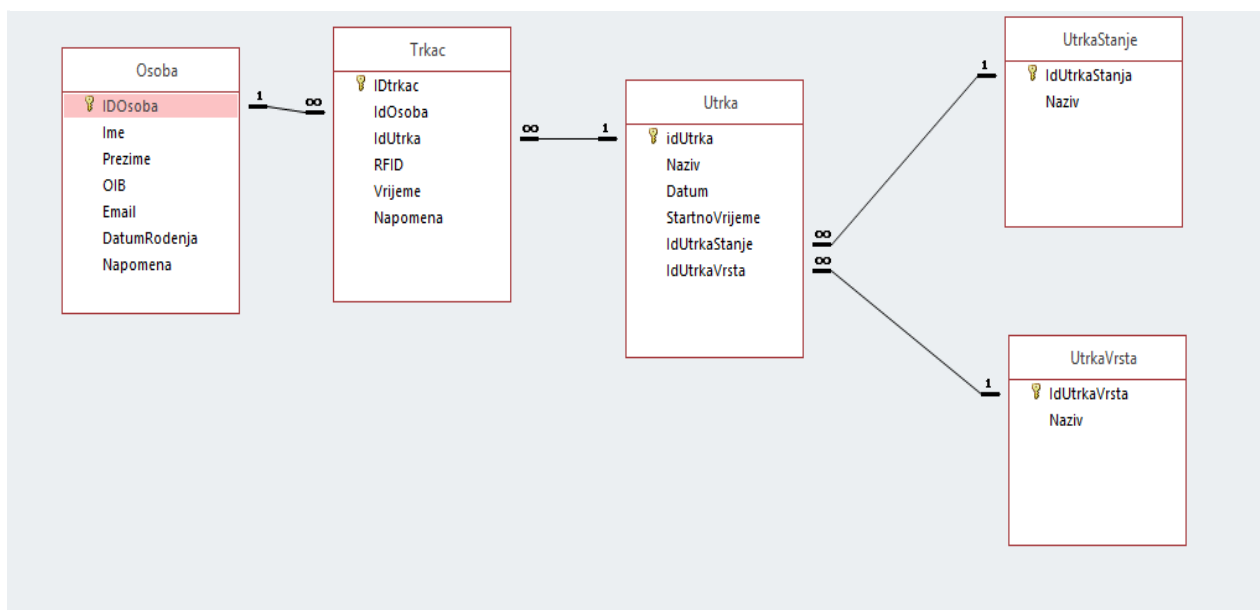 Osoba
IDOsoba
Ime
Prezime
OIB
Email
DatumRodenja
Napomena
1
∞
Trkac
IDtrkac
IdOsoba
IdUtrka
RFID
Vrijeme
Napomena
∞
1
Utrka
idUtrka
Naziv
Datum
StartnoVrijeme
IdUtrkaStanje
IdUtrkaVrsta
∞
∞
1
UtrkaStanje
IdUtrkaStanja
Naziv
1
UtrkaVrsta
IdUtrkaVrsta
Naziv